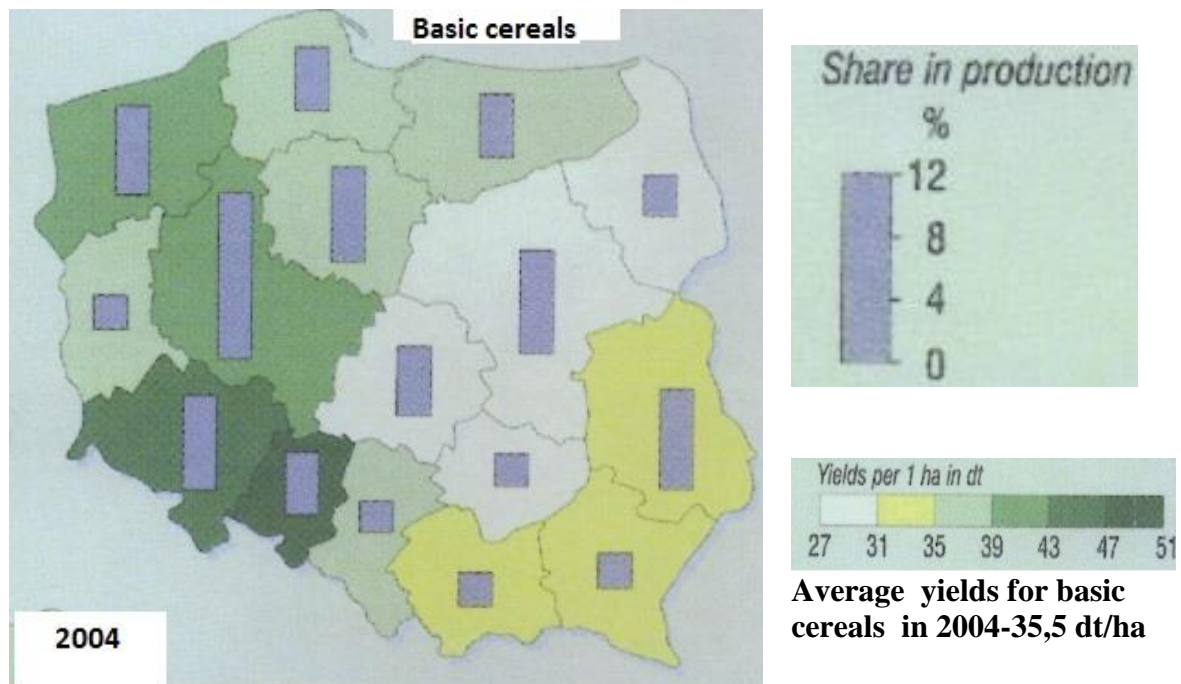 Basic cereals
2004
Share in production
%
12
8
4
0
Yields per 1 ha in dt
27 31 35 39 43 47 51
Average yields for basic
cereals in 2004-35,5 dt/ha